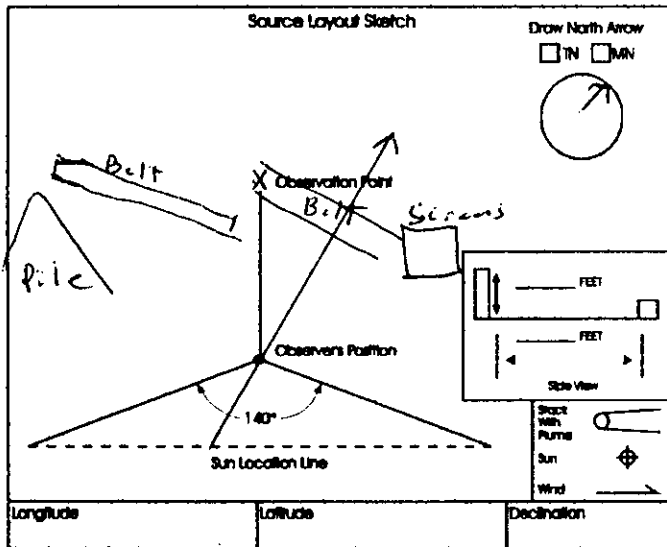 Source Layout Sketch
Draw North Arrow
TN MN
Belt
X Observation Point
Belt
Pile
FEET
Observers Position
FEET
140°
Side View
Sun Location Line
Stack
With
Plume
Sun
Wind
Longitude
Latitude
Declination